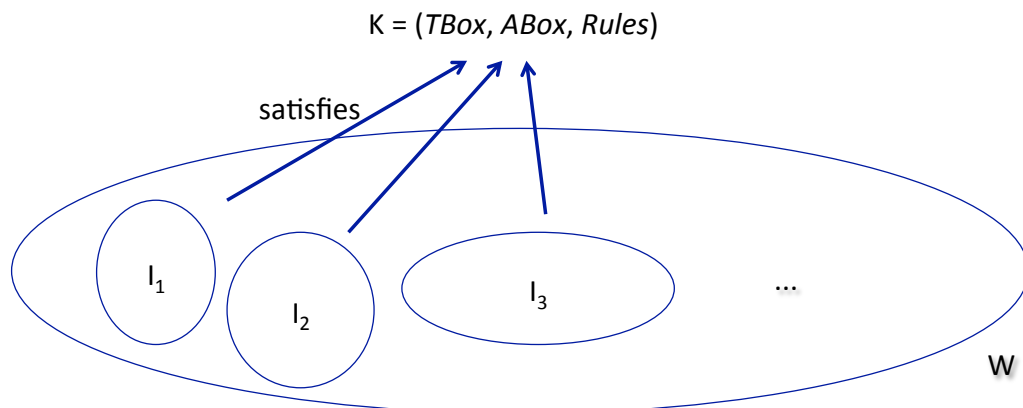 K = (TBox, ABox, Rules)
satisfies
I₁
I₂
I₃
...
W